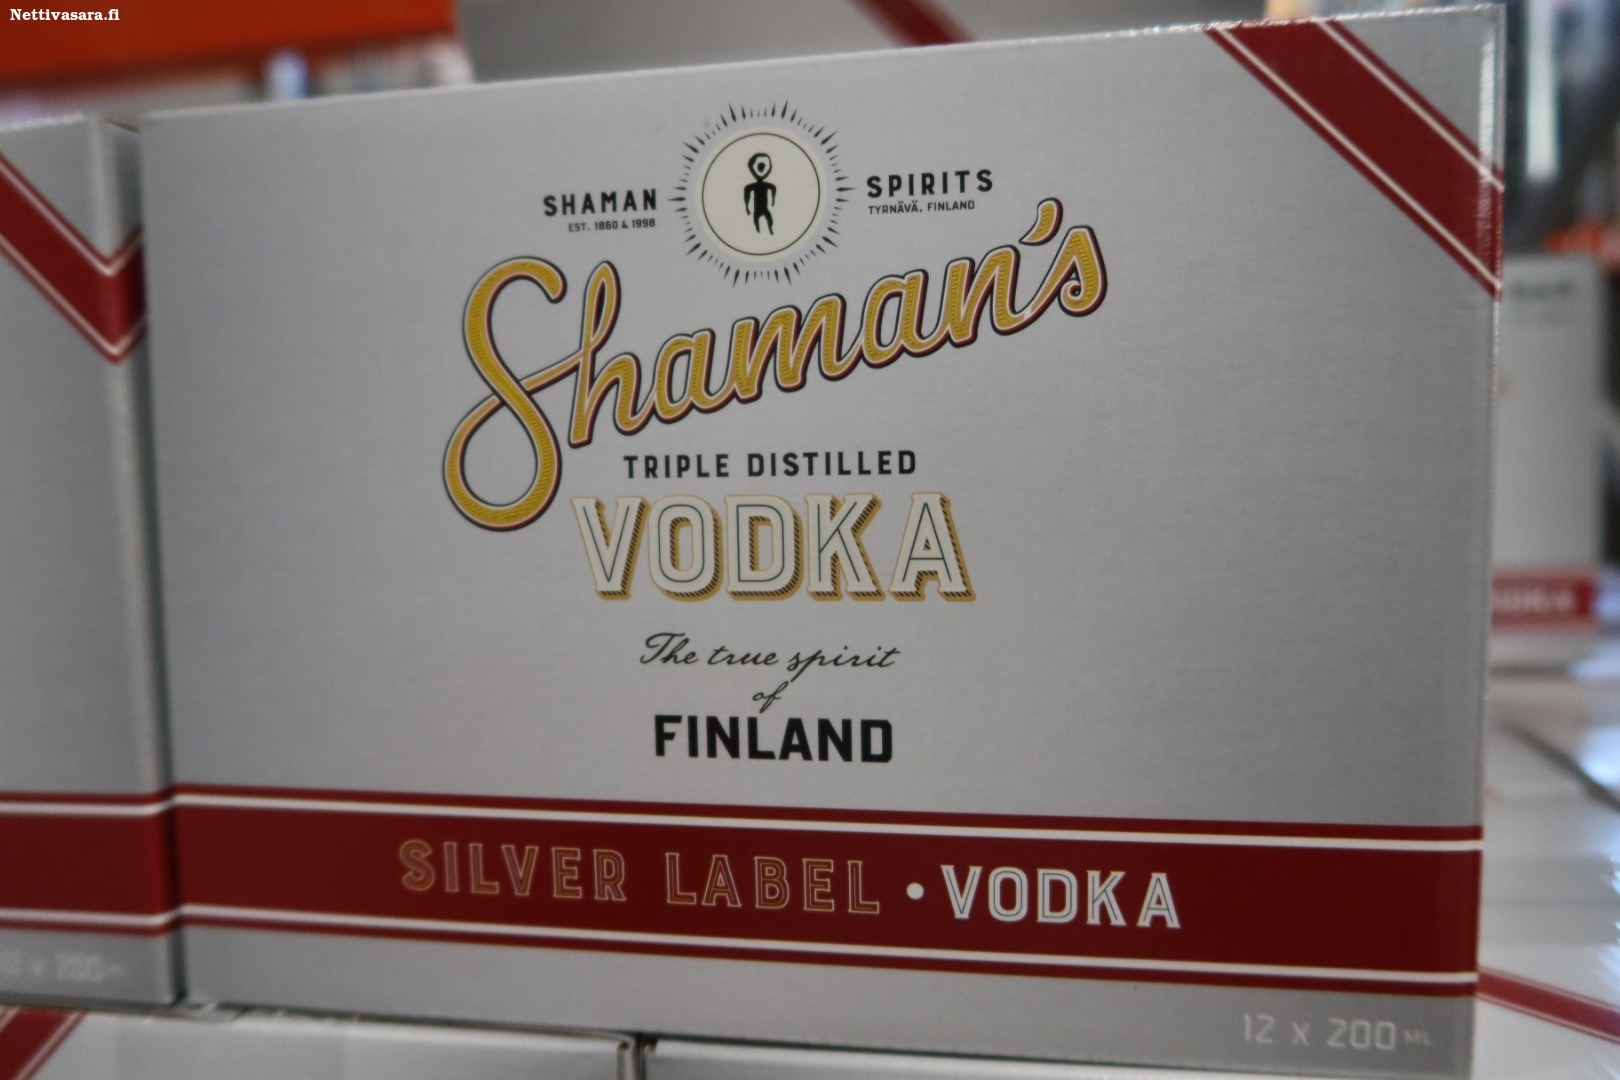 Nettivasara.fi
SHAMAN
EST. 1860 & 1998
SPIRITS
TYRNÄVÄ, FINLAND
Shaman's
TRIPLE DISTILLED
VODKA
The true spirit
of
FINLAND
SILVER LABEL • VODKA
12 x 200 ML
x 200